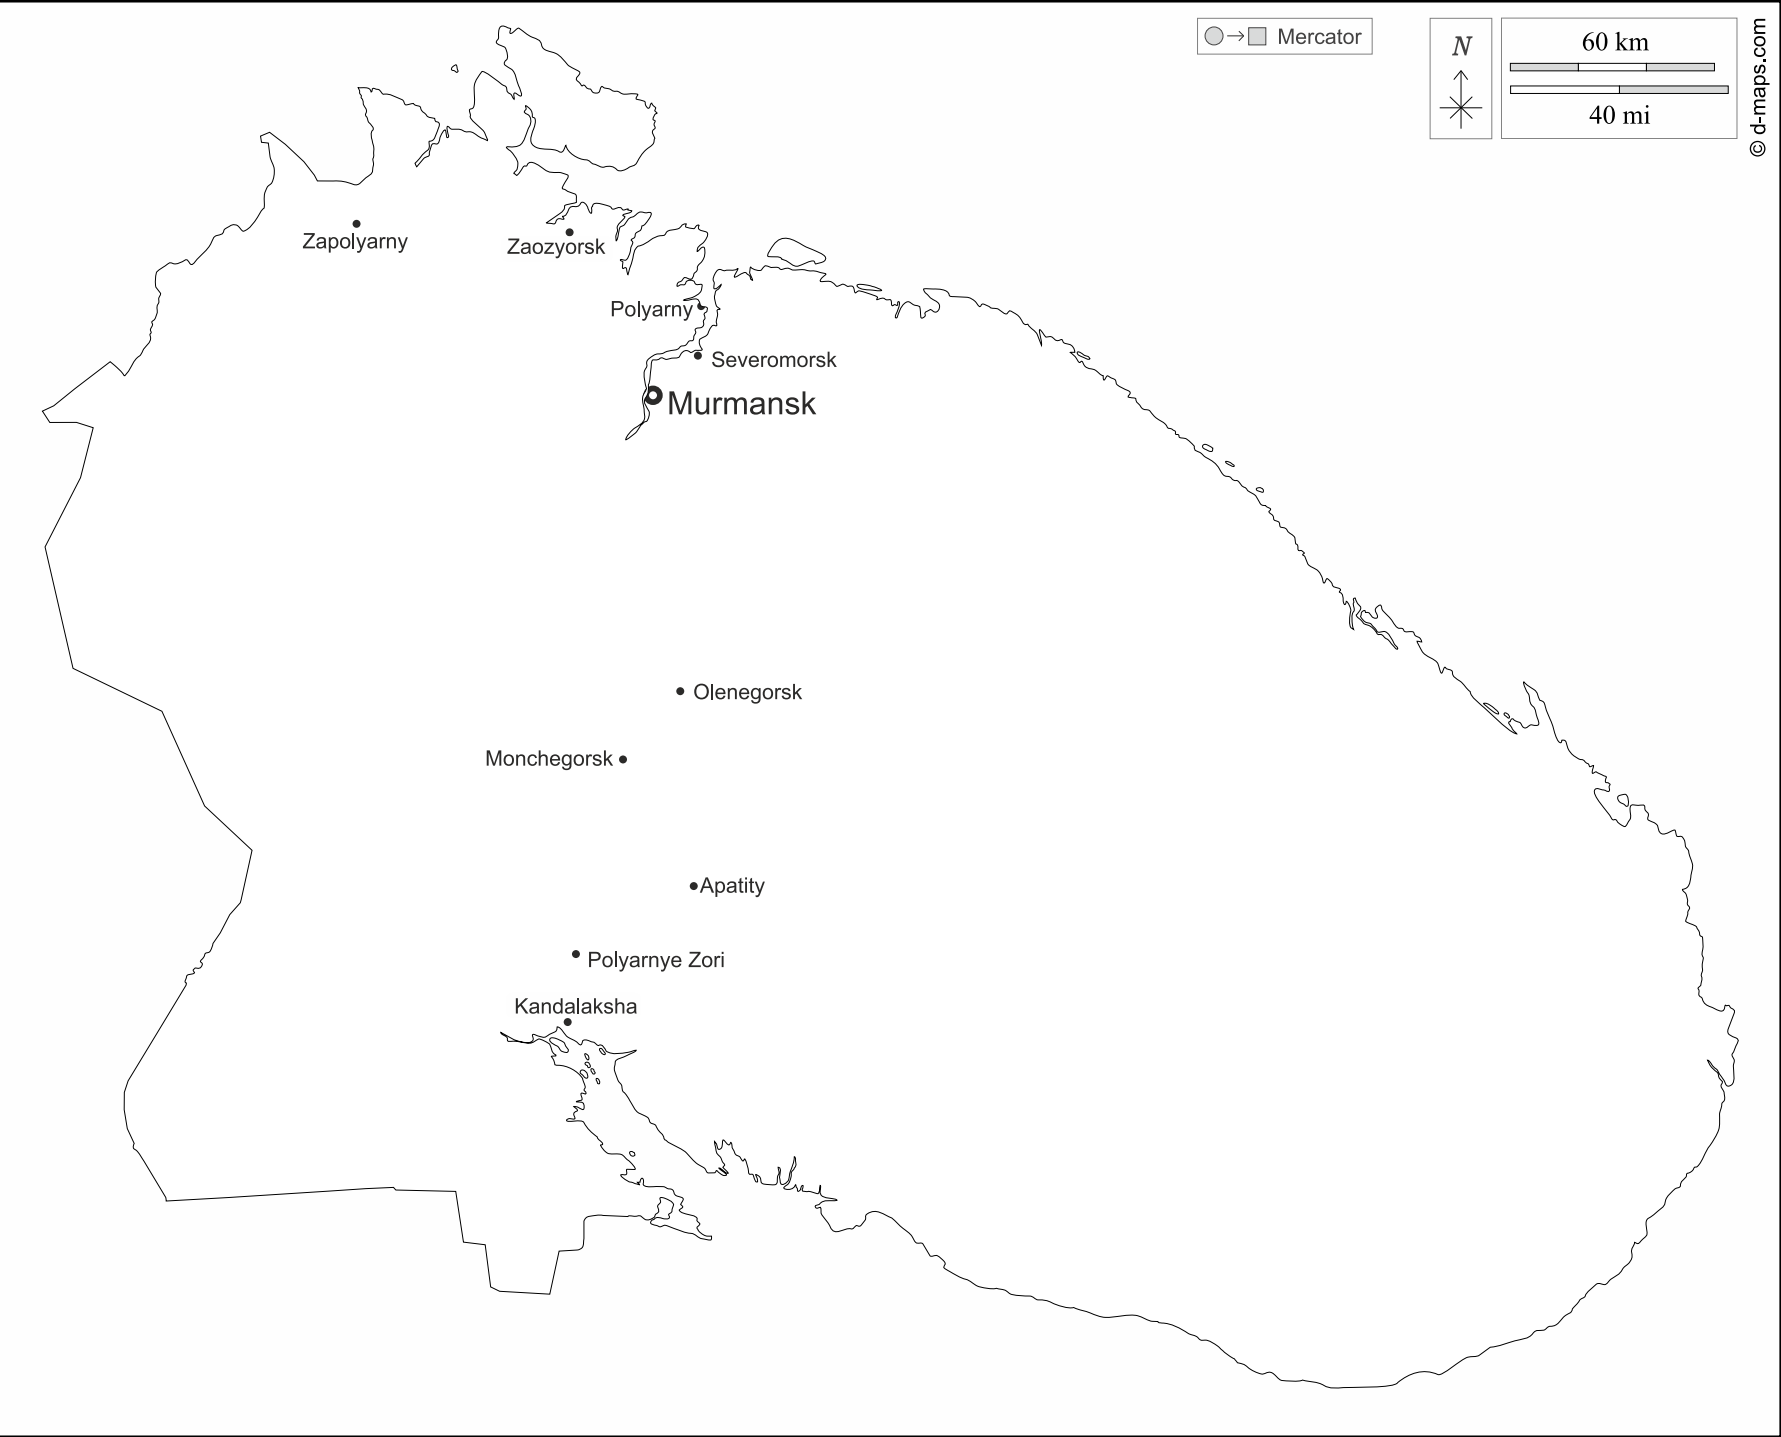 Mercator
N
60 km
40 mi
© d-maps.com
Zapolyarny
Zaozyorsk
Polyarny
Severomorsk
Murmansk
Olenegorsk
Monchegorsk
Apatity
Polyarnye Zori
Kandalaksha